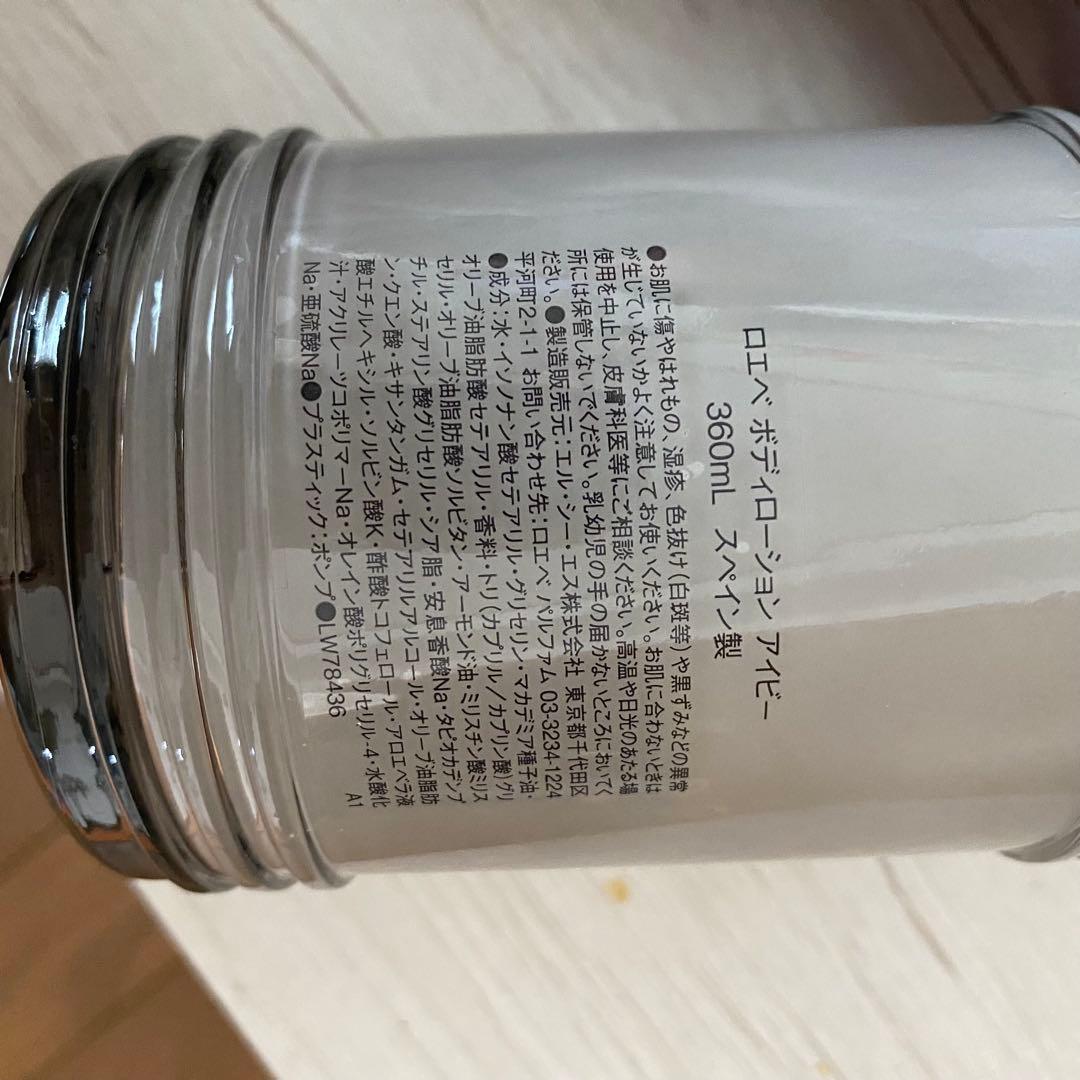 ロエベ ボディローション アイビー
360mL スペイン製
●お肌に傷やはれもの、湿疹、色抜け(白斑等)や黒ずみなどの異常
が生じていないかよく注意してお使いください。お肌に合わないときは
使用を中止し、皮膚科医等にご相談ください。高温や日光のあたる場
所には保管しないでください。乳幼児の手の届かないところにおいてく
ださい。●製造販売元:エル・シー・エス株式会社 東京都千代田区
平河町2-1-1 お問い合わせ先:ロエベ パルファム 03-3234-1224
●成分:水・イソノナン酸セテアリル・グリセリン・マカデミア種子油・
オリーブ油脂肪酸セテアリル・香料・トリ(カプリル/カプリン酸)グリ
セリル・オリーブ油脂肪酸ソルビタン・アーモンド油・ミリスチン酸ミリス
チル・ステアリン酸グリセリル・シア脂・安息香酸Na・タピオカデンプ
ン・クエン酸・キサンタンガム・セテアリルアルコール・オリーブ油脂肪
酸エチルヘキシル・ソルビン酸K・酢酸トコフェロール・アロエベラ液
汁・アクリレーツコポリマーNa・オレイン酸ポリグリセリル-4・水酸化
Na・亜硫酸Na●プラスティック:ポンプ●LW78436
A1